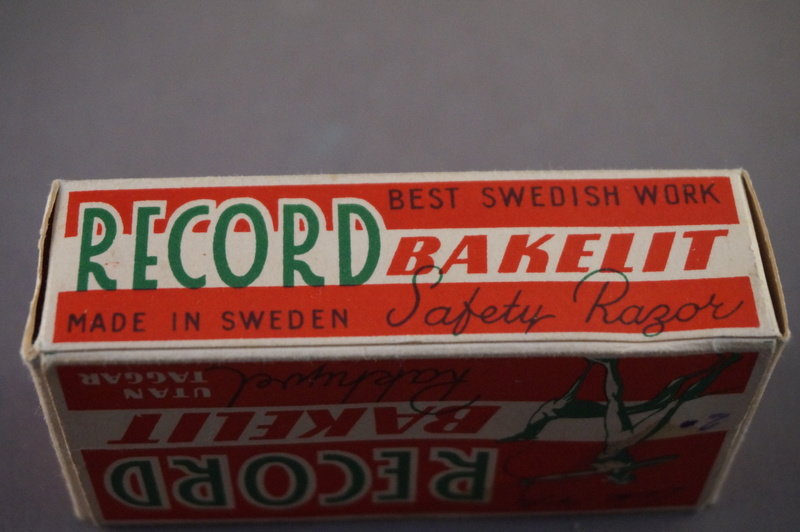 BEST SWEDISH WORK
RECORD
BAKELIT
MADE IN SWEDEN
Safety Razor
RECORD
BAKELIT
Rakhyvel
UTAN
TAGGAR
2